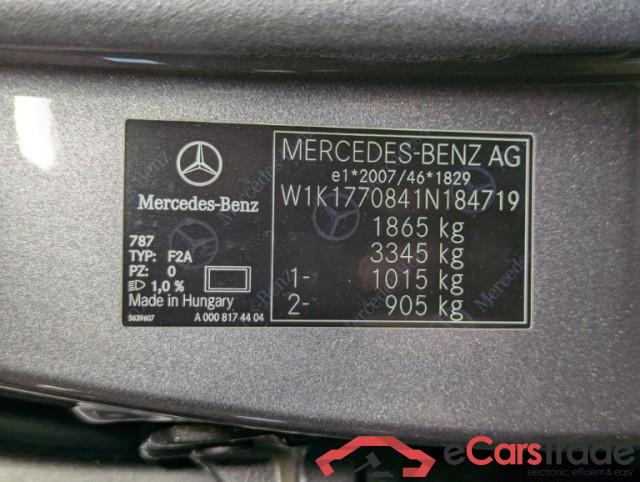 MERCEDES-BENZ AG
e1*2007/46*1829
W1K1770841N184719
1865 kg
3345 kg
1- 1015 kg
2- 905 kg
Mercedes-Benz
787
TYP: F2A
PZ: 0
1,0 %
Made in Hungary
5639607 A 000 817 44 04
eCarstrade
electronic, efficient & easy